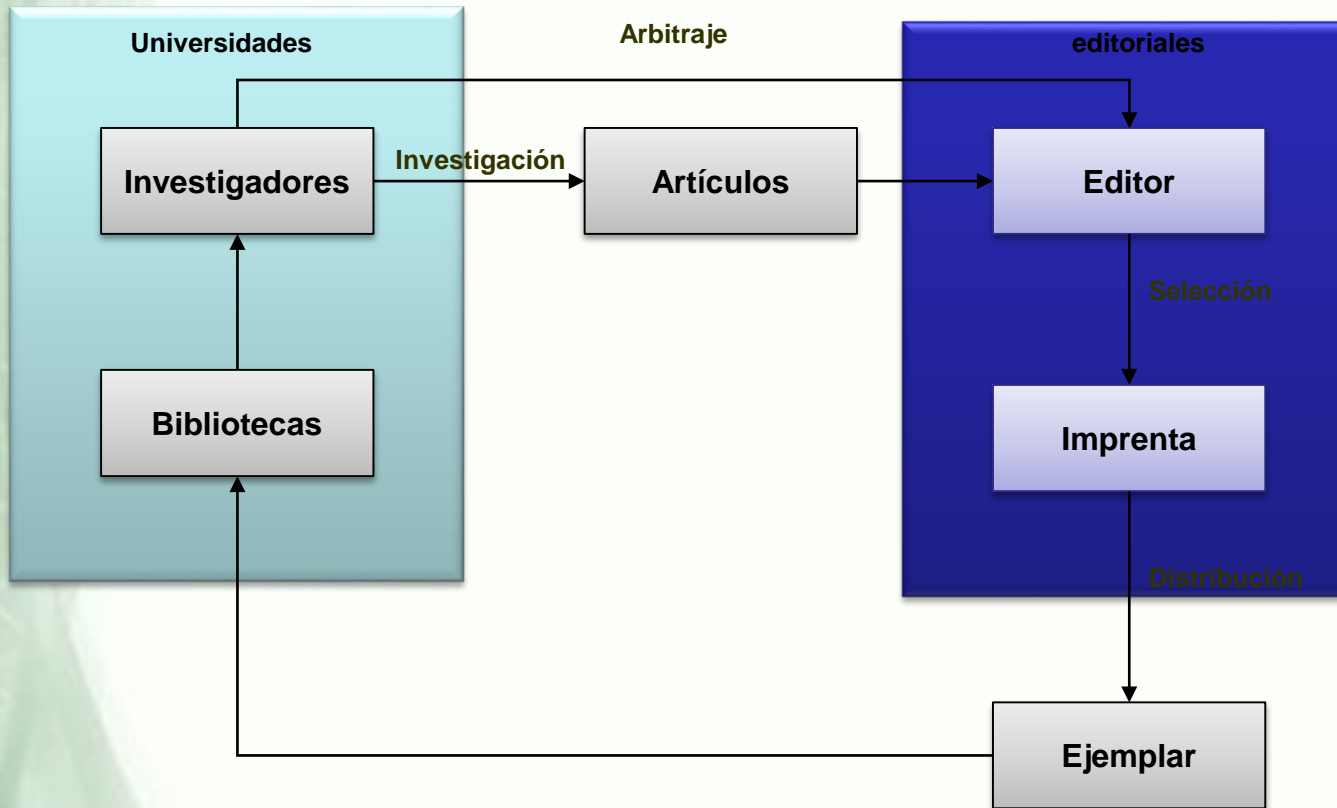 Universidades
Arbitraje
editoriales
Investigadores
Investigación
Artículos
Editor
Selección
Bibliotecas
Imprenta
Distribución
Ejemplar